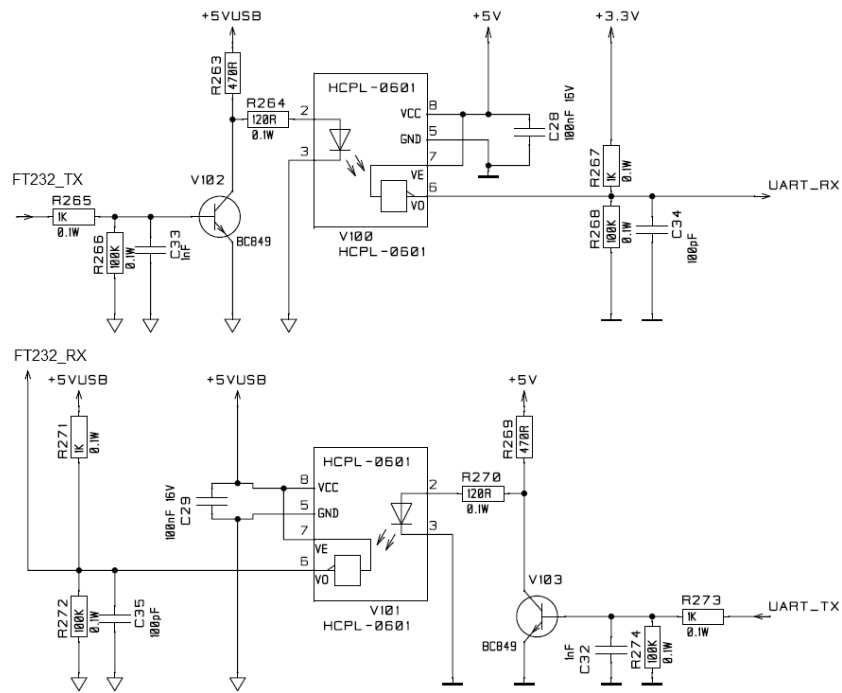 +5VUSB
+5V
+3.3V
R263
470R
HCPL-0601
R264
120R
0.1W
2
3
8
VCC
GND
5
7
VE
6
VO
C28
100nF 16V
R267
1K
0.1W
FT232_TX
R265
1K
0.1W
V102
UART_RX
R266
100K
0.1W
C33
1nF
BC849
V100
HCPL-0601
R268
100K
0.1W
C34
100pF
FT232_RX
+5VUSB
+5VUSB
+5V
R271
1K
0.1W
R269
470R
HCPL-0601
C29
100nF 16V
8
VCC
5
GND
7
VE
6
VO
2
3
R270
120R
0.1W
R272
100K
0.1W
C35
100pF
V101
HCPL-0601
V103
BC849
R273
1K
0.1W
UART_TX
1nF
C32
R274
100K
0.1W